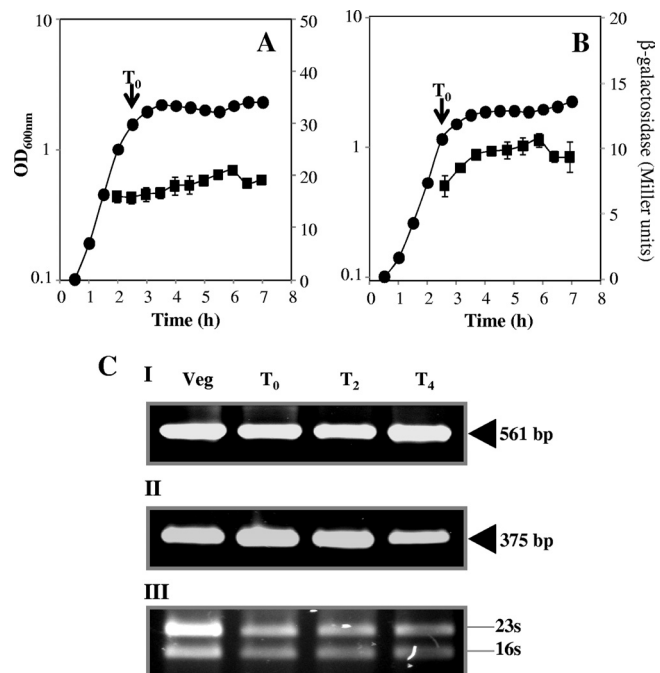 A
OD600nm
10
1
0.1
T0
50
40
30
20
10
0
0 1 2 3 4 5 6 7 8
Time (h)
B
10
1
0.1
T0
20
15
10
5
0
β-galactosidase (Miller units)
0 1 2 3 4 5 6 7 8
Time (h)
C
I
Veg T0 T2 T4
561 bp
II
375 bp
III
23s
16s